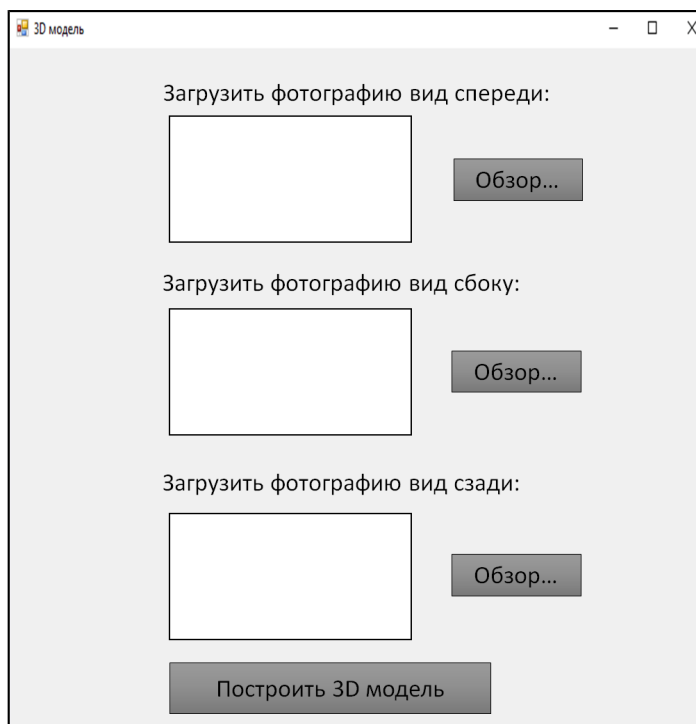 3D модель
Загрузить фотографию вид спереди:
Обзор...
Загрузить фотографию вид сбоку:
Обзор...
Загрузить фотографию вид сзади:
Обзор...
Построить 3D модель